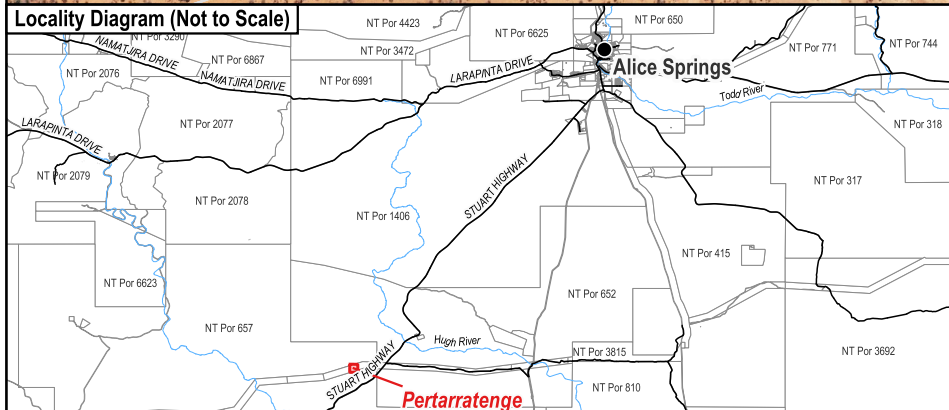 Locality Diagram (Not to Scale)
NT Por 4423
NT Por 650
NT Por 3290
NT Por 6625
NT Por 3472
NT Por 771
NT Por 744
NAMATJIRA DRIVE
NT Por 6867
NT Por 2076
NAMATJIRA DRIVE
NT Por 6991
LARAPINTA DRIVE
Alice Springs
Todd River
NT Por 2077
NT Por 318
LARAPINTA DRIVE
NT Por 2079
NT Por 317
NT Por 2078
STUART HIGHWAY
NT Por 1406
NT Por 415
NT Por 6623
NT Por 652
NT Por 657
Hugh River
NT Por 3815
NT Por 3692
STUART HIGHWAY
NT Por 810
Pertarratenge